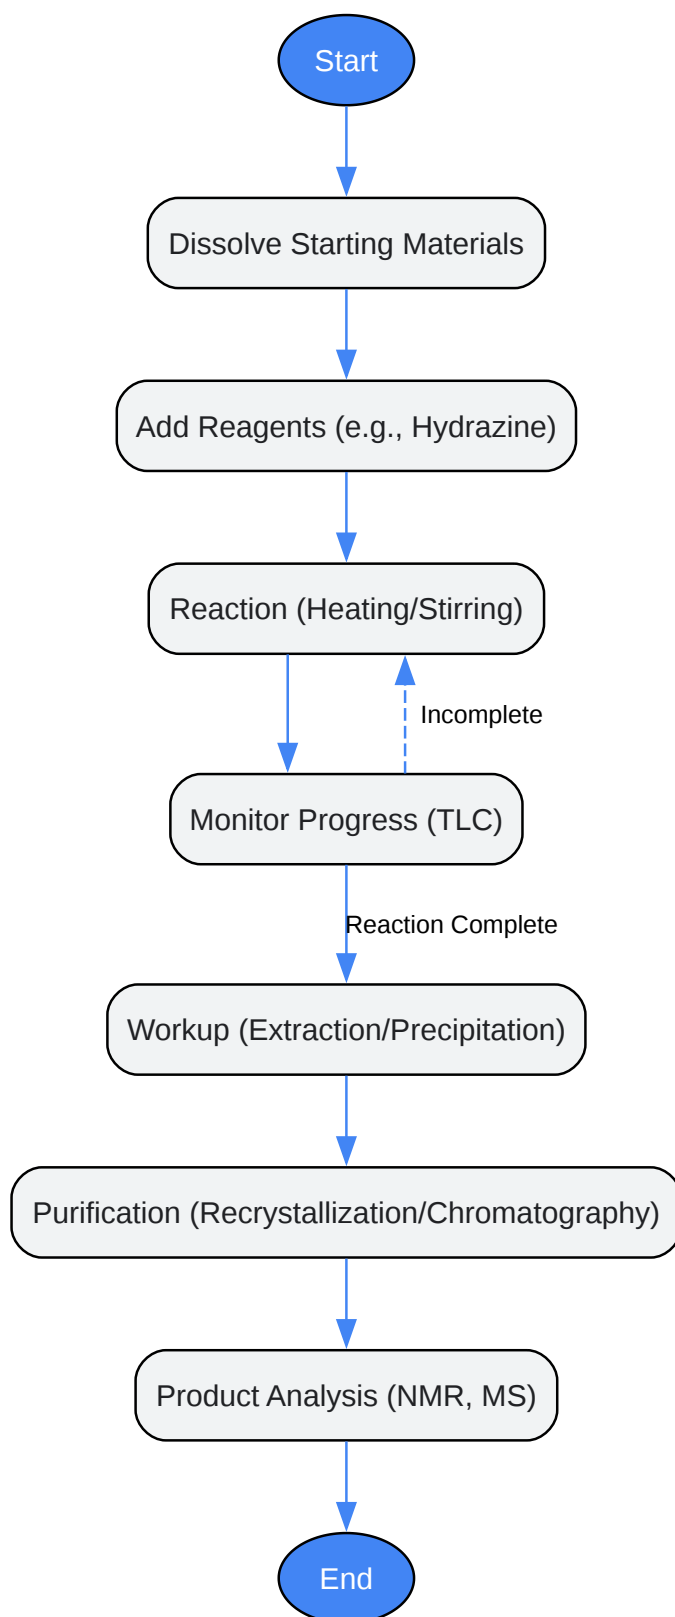 Start
Dissolve Starting Materials
Add Reagents (e.g., Hydrazine)
Reaction (Heating/Stirring)
Incomplete
Monitor Progress (TLC)
Reaction Complete
Workup (Extraction/Precipitation)
Purification (Recrystallization/Chromatography)
Product Analysis (NMR, MS)
End